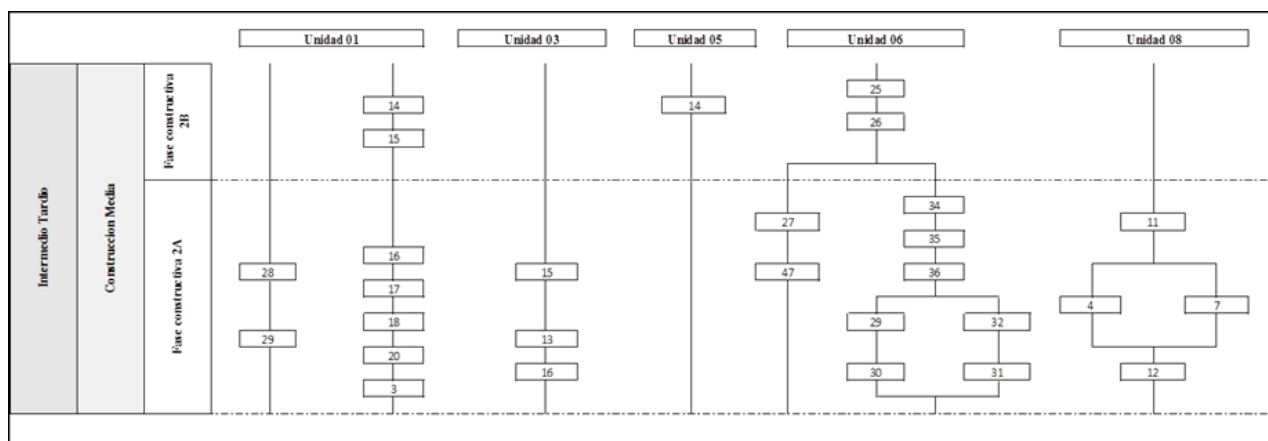 Unidad 01
Unidad 03
Unidad 05
Unidad 06
Unidad 08
Intermedio Tardio
Construccion Media
Fase constructiva
2B
Fase constructiva 2A
14
15
28
29
16
17
18
20
3
15
13
16
14
25
26
27
47
34
35
36
29
32
30
31
11
4
7
12